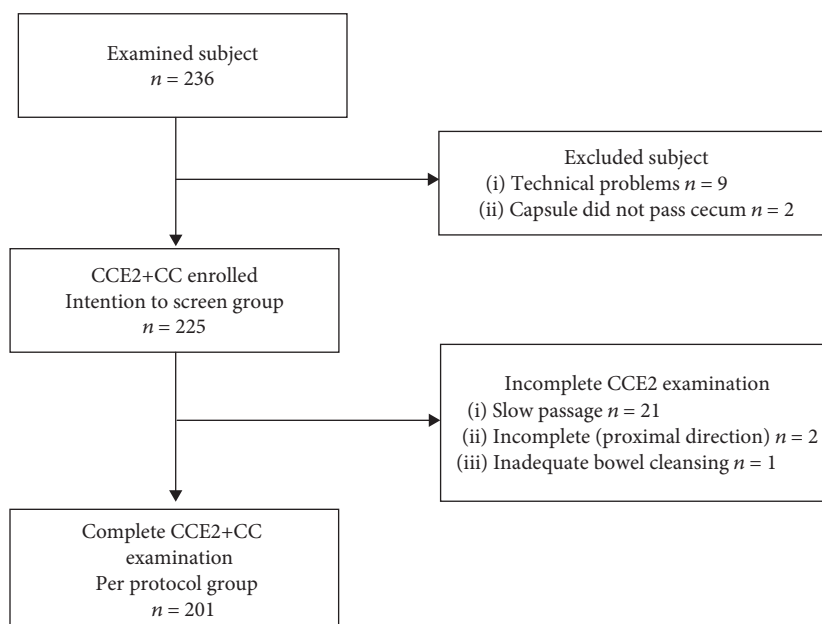 Examined subject
n = 236
Excluded subject
(i) Technical problems n = 9
(ii) Capsule did not pass cecum n = 2
CCE2+CC enrolled
Intention to screen group
n = 225
Incomplete CCE2 examination
(i) Slow passage n = 21
(ii) Incomplete (proximal direction) n = 2
(iii) Inadequate bowel cleansing n = 1
Complete CCE2+CC
examination
Per protocol group
n = 201